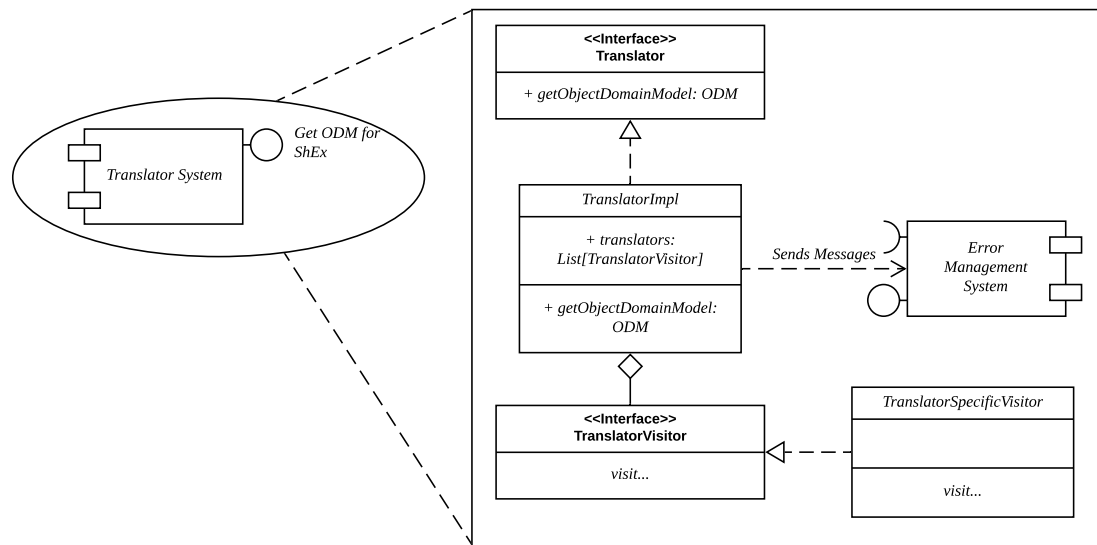 <<Interface>>
Translator
+ getObjectDomainModel: ODM
Get ODM for
ShEx
Translator System
TranslatorImpl
+ translators:
List[TranslatorVisitor]
Sends Messages
Error
Management
System
+ getObjectDomainModel:
ODM
<<Interface>>
TranslatorVisitor
visit...
TranslatorSpecificVisitor
visit...